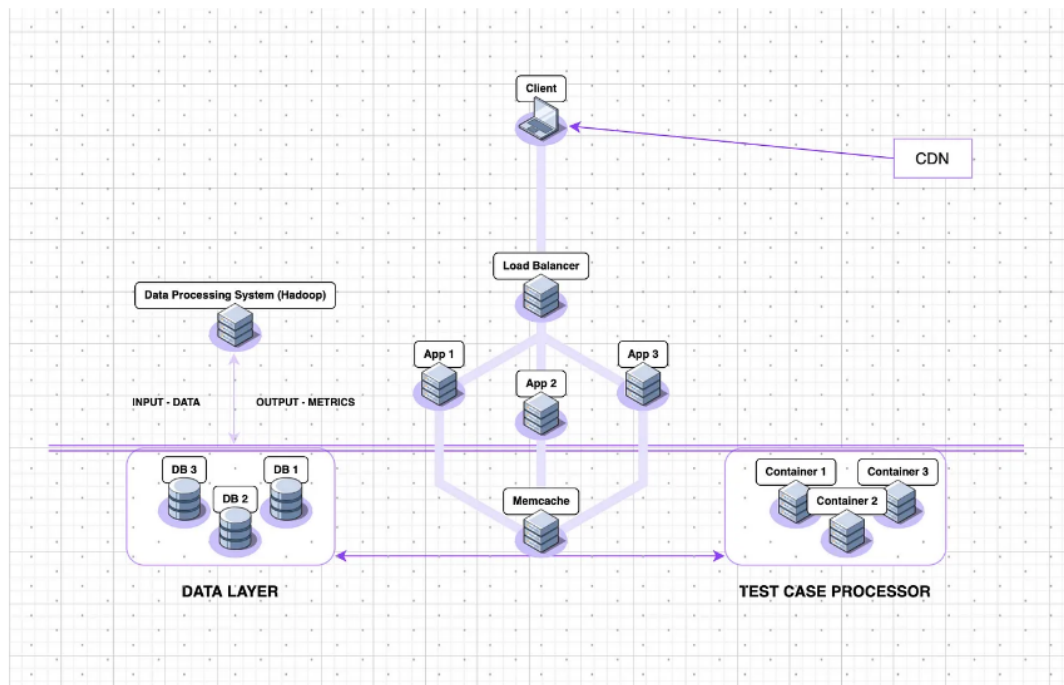 Client
CDN
Load Balancer
Data Processing System (Hadoop)
App 1
App 3
App 2
INPUT - DATA
OUTPUT - METRICS
DB 3
DB 1
DB 2
Memcache
Container 1
Container 3
Container 2
DATA LAYER
TEST CASE PROCESSOR